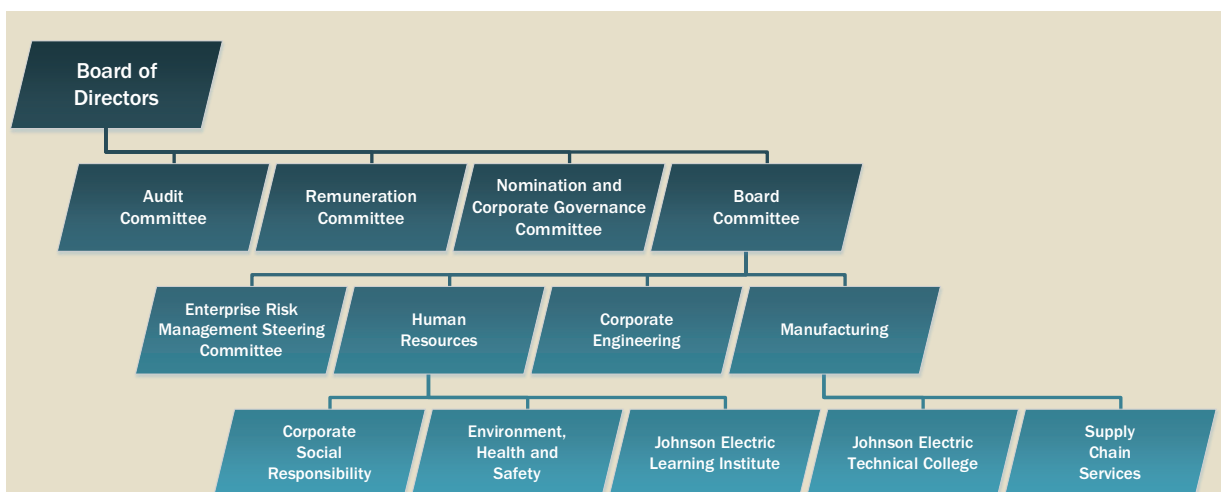 Board of
Directors
Audit
Committee
Remuneration
Committee
Nomination and
Corporate Governance
Committee
Board
Committee
Enterprise Risk
Management Steering
Committee
Human
Resources
Corporate
Engineering
Manufacturing
Corporate
Social
Responsibility
Environment,
Health and
Safety
Johnson Electric
Learning Institute
Johnson Electric
Technical College
Supply
Chain
Services